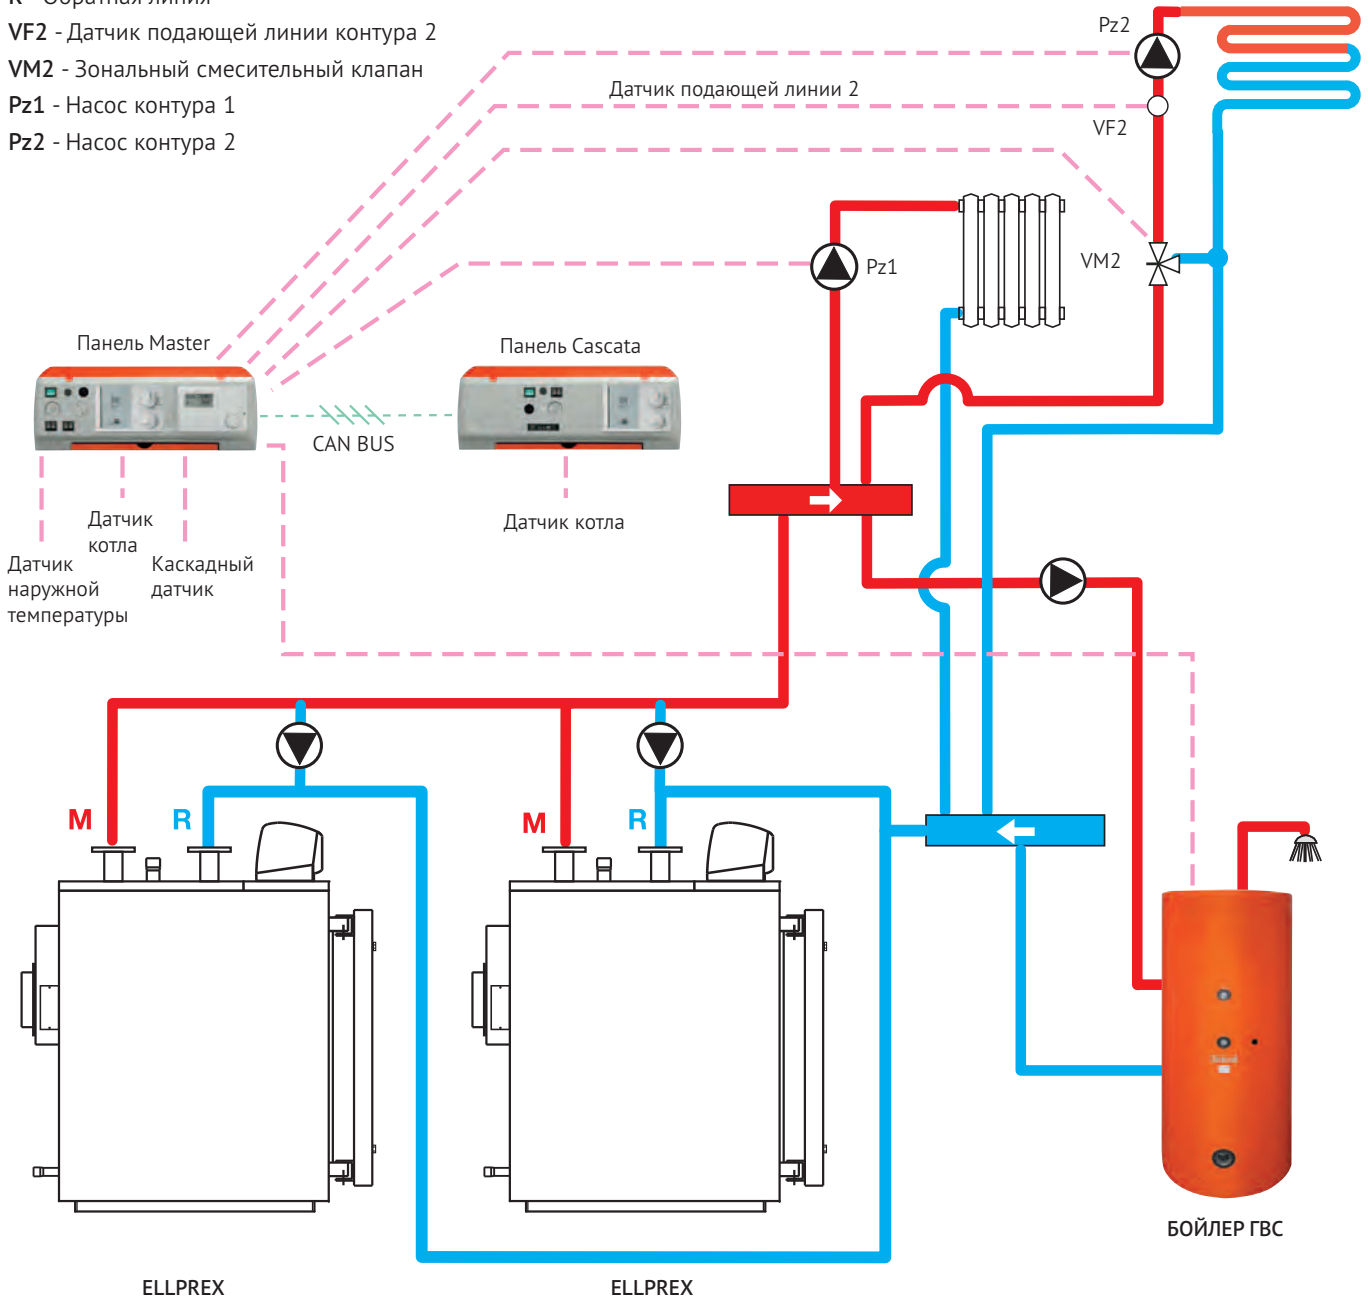 R - Обратная линия
VF2 - Датчик подающей линии контура 2
VM2 - Зональный смесительный клапан
Pz1 - Насос контура 1
Pz2 - Насос контура 2
Pz2
Датчик подающей линии 2
VF2
Pz1
VM2
Панель Master
Панель Cascata
CAN BUS
Датчик котла
Датчик
котла
Датчик
наружной
температуры
Каскадный
датчик
M
R
M
R
БОЙЛЕР ГВС
ELLPREX
ELLPREX